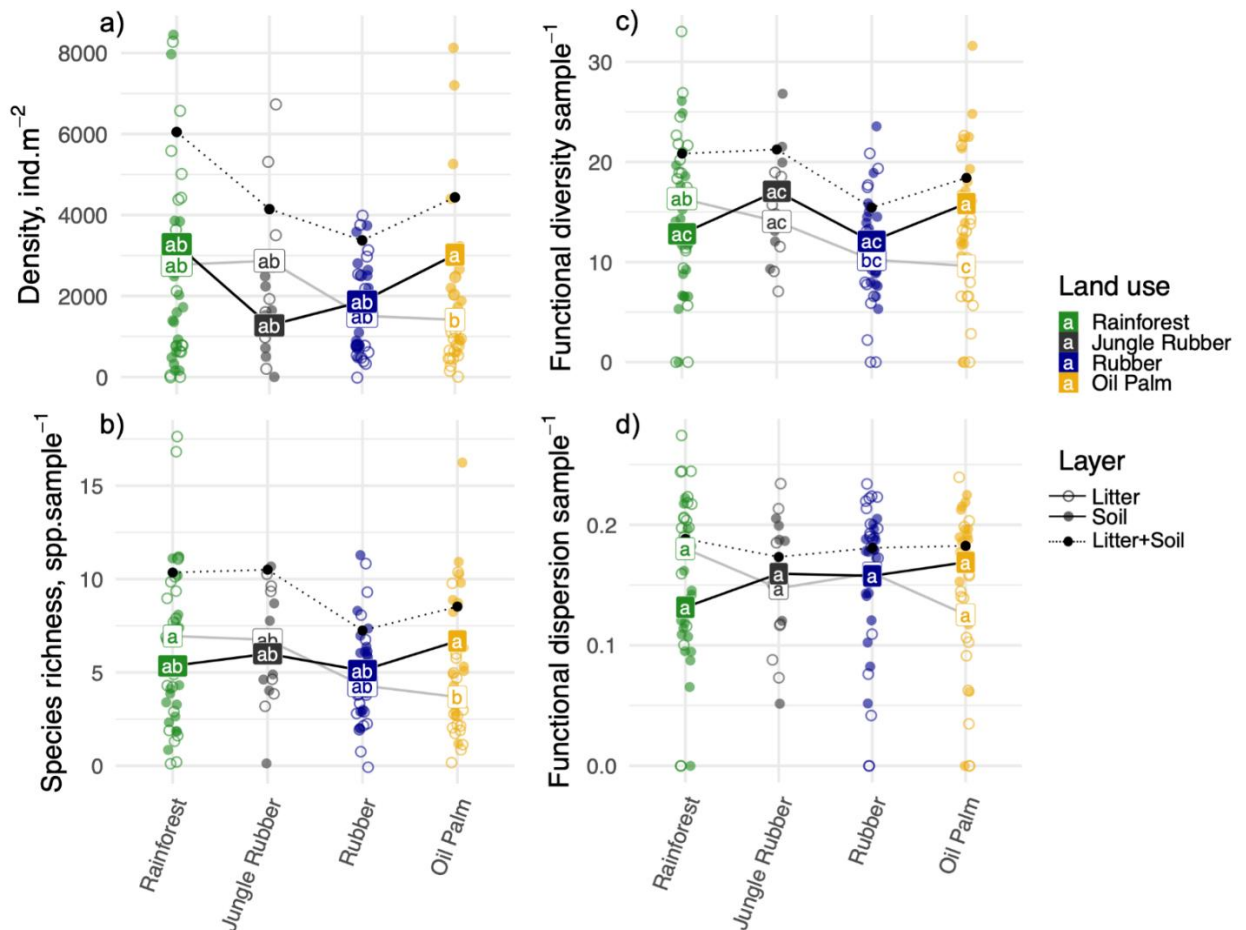 a)
Density, ind.m−2
8000
6000
4000
2000
0
ab
ab
ab
ab
ab
ab
a
b
c)
Functional diversity sample−1
30
20
10
0
ab
ac
ac
ac
ac
bc
a
c
b)
Species richness, spp.sample−1
15
10
5
0
a
ab
ab
ab
ab
ab
a
b
Rainforest
Jungle Rubber
Rubber
Oil Palm
d)
Functional dispersion sample−1
0.2
0.1
0.0
a
a
a
a
a
a
a
Rainforest
Jungle Rubber
Rubber
Oil Palm
Land use
a Rainforest
a Jungle Rubber
a Rubber
a Oil Palm
Layer
Litter
Soil
Litter+Soil